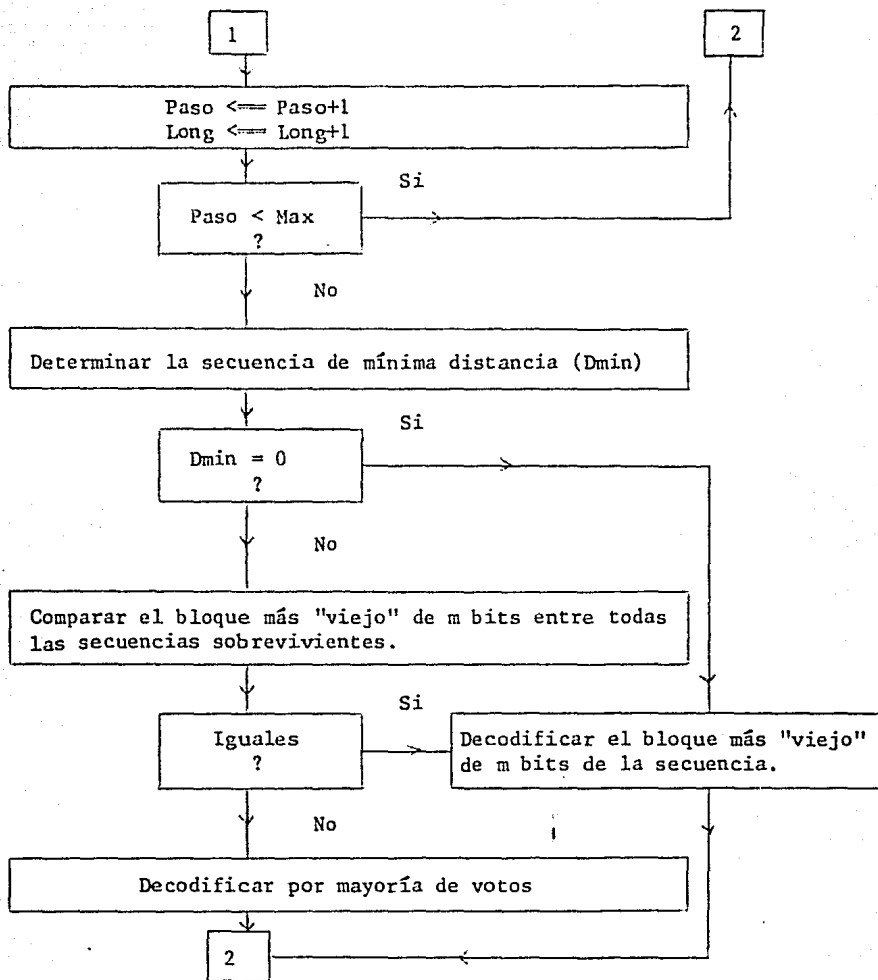 1
2
Paso <== Paso+1
Long <== Long+1
Si
Paso < Max
?
No
Determinar la secuencia de mínima distancia (Dmin)
Si
Dmin = 0
?
No
Comparar el bloque más "viejo" de m bits entre todas
las secuencias sobrevivientes.
Si
Iguales
?
Decodificar el bloque más "viejo"
de m bits de la secuencia.
No
Decodificar por mayoría de votos
2